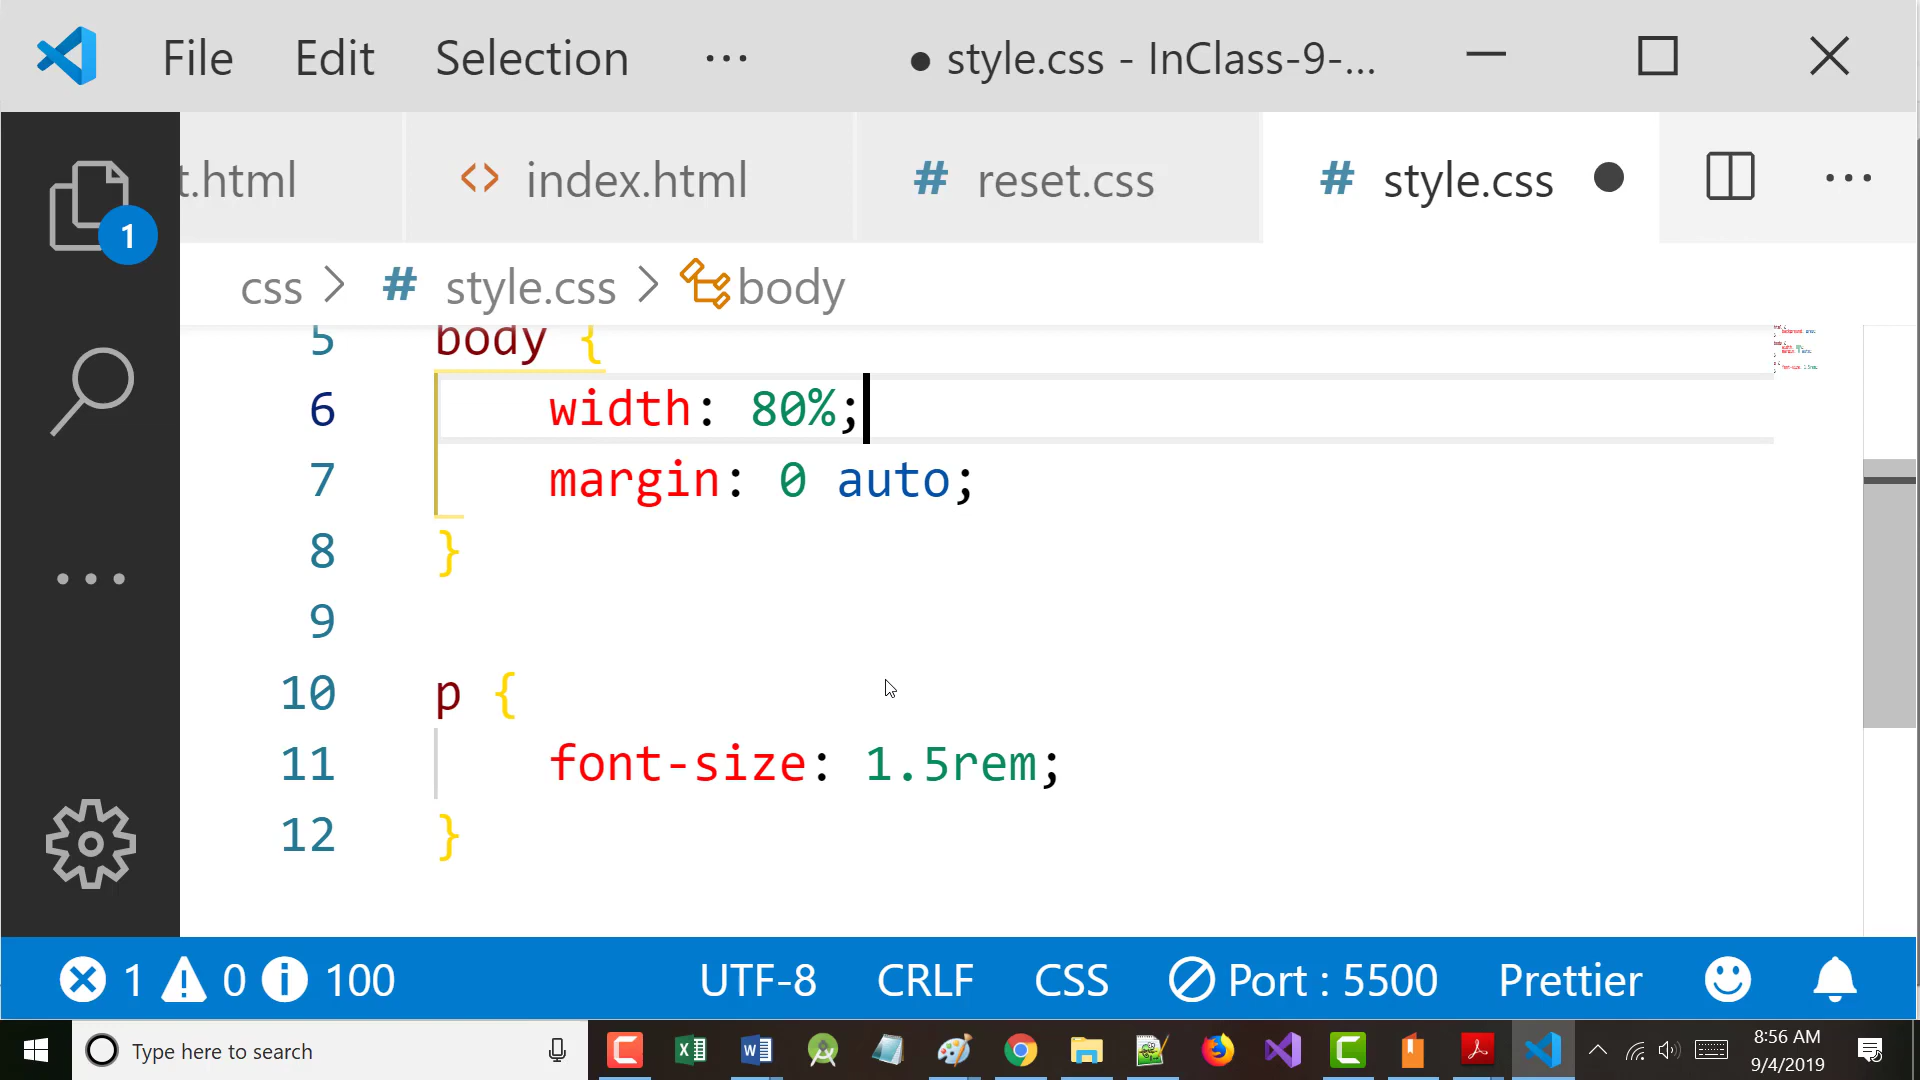 File Edit Selection ··· ● style.css - InClass-9-...
t.html <> index.html # reset.css # style.css ● ···
1
css > # style.css > body
5 body {
6 width: 80%;
7 margin: 0 auto;
8 }
9
10 p {
11 font-size: 1.5rem;
12 }
1 0 100 UTF-8 CRLF CSS Port : 5500 Prettier
Type here to search
8:56 AM
9/4/2019